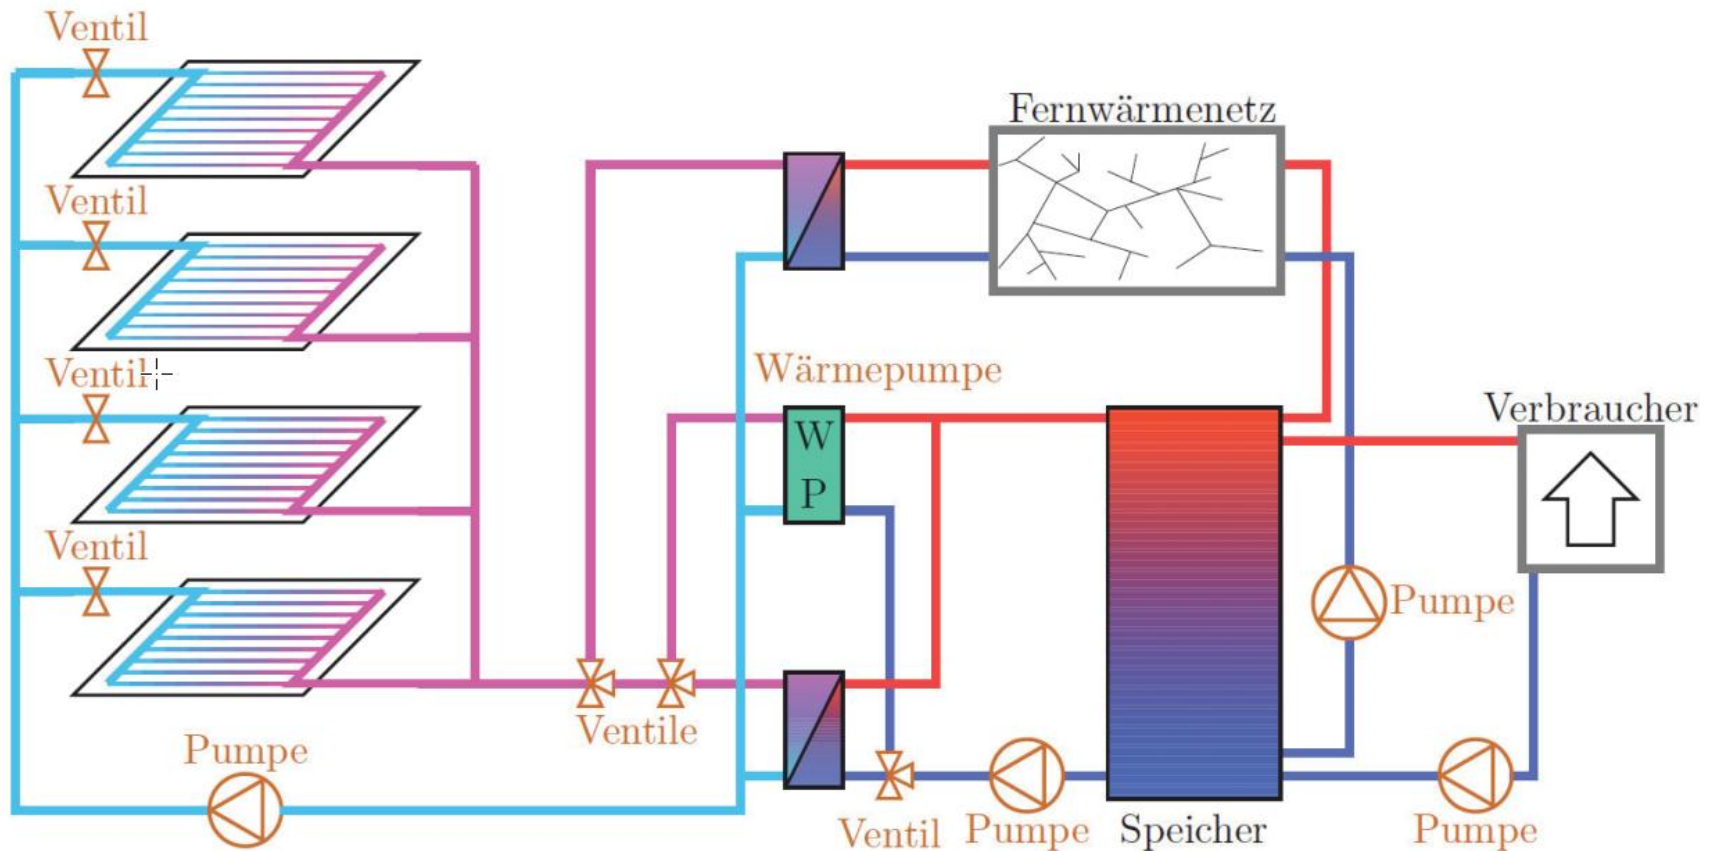 Ventil
Ventil
Ventil
Ventil
Pumpe
Ventile
Fernwärmenetz
Wärmepumpe
W
P
Verbraucher
Pumpe
Ventil
Pumpe
Speicher
Pumpe